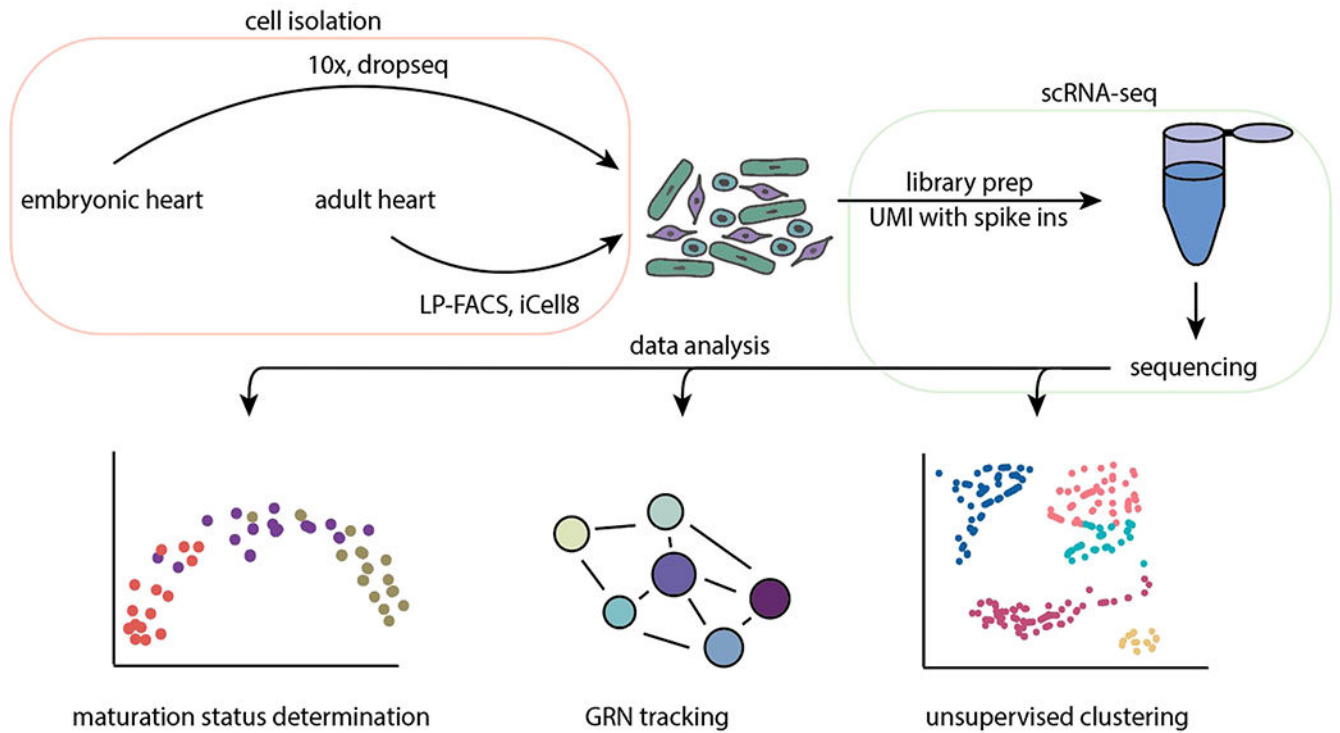 cell isolation
10x, dropseq
scRNA-seq
embryonic heart
adult heart
library prep
UMI with spike ins
LP-FACS, iCell8
data analysis
sequencing
maturation status determination
GRN tracking
unsupervised clustering